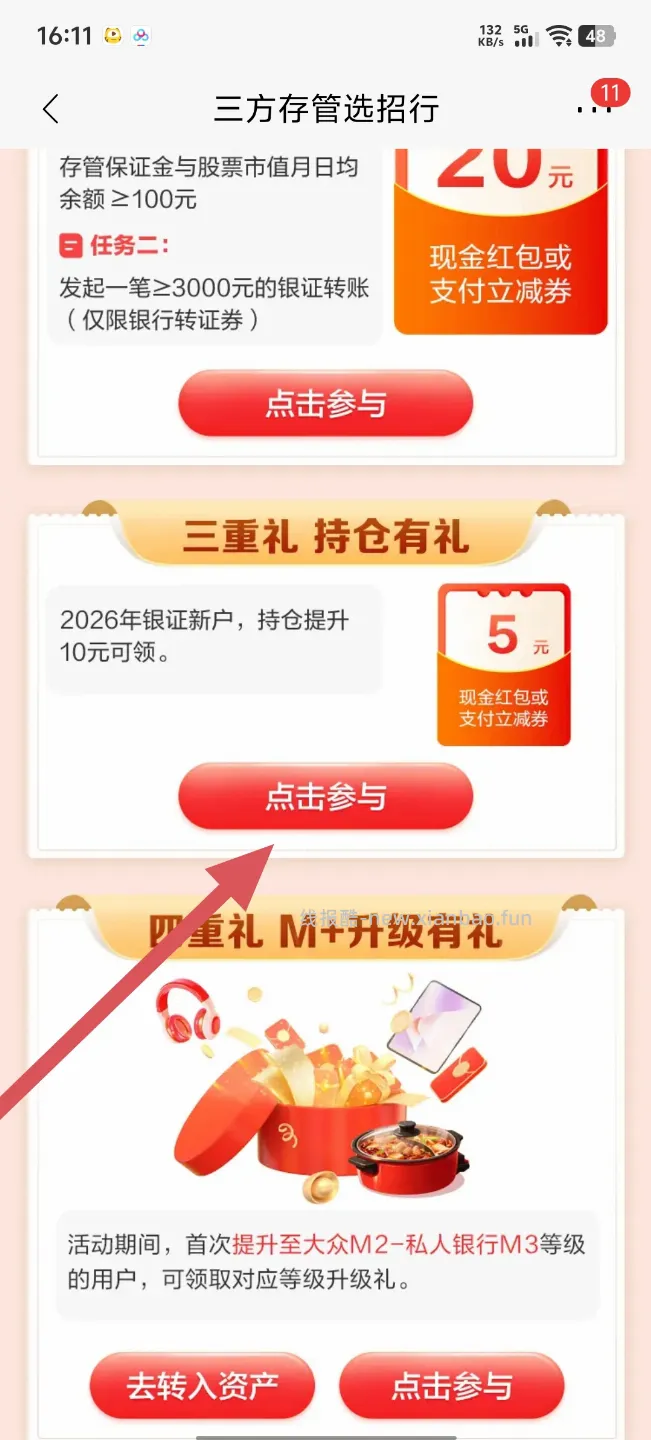 16:11
132
KB/s
5G
48
三方存管选招行
11
存管保证金与股票市值月日均
余额 ≥100元
任务二：
发起一笔≥3000元的银证转账
（仅限银行转证券）
20元
现金红包或
支付立减券
点击参与
三重礼 持仓有礼
2026年银证新户，持仓提升
10元可领。
5元
现金红包或
支付立减券
点击参与
线报酷-new.xianbao.fun
四重礼 M+升级有礼
活动期间，首次提升至大众M2-私人银行M3等级
的用户，可领取对应等级升级礼。
去转入资产
点击参与